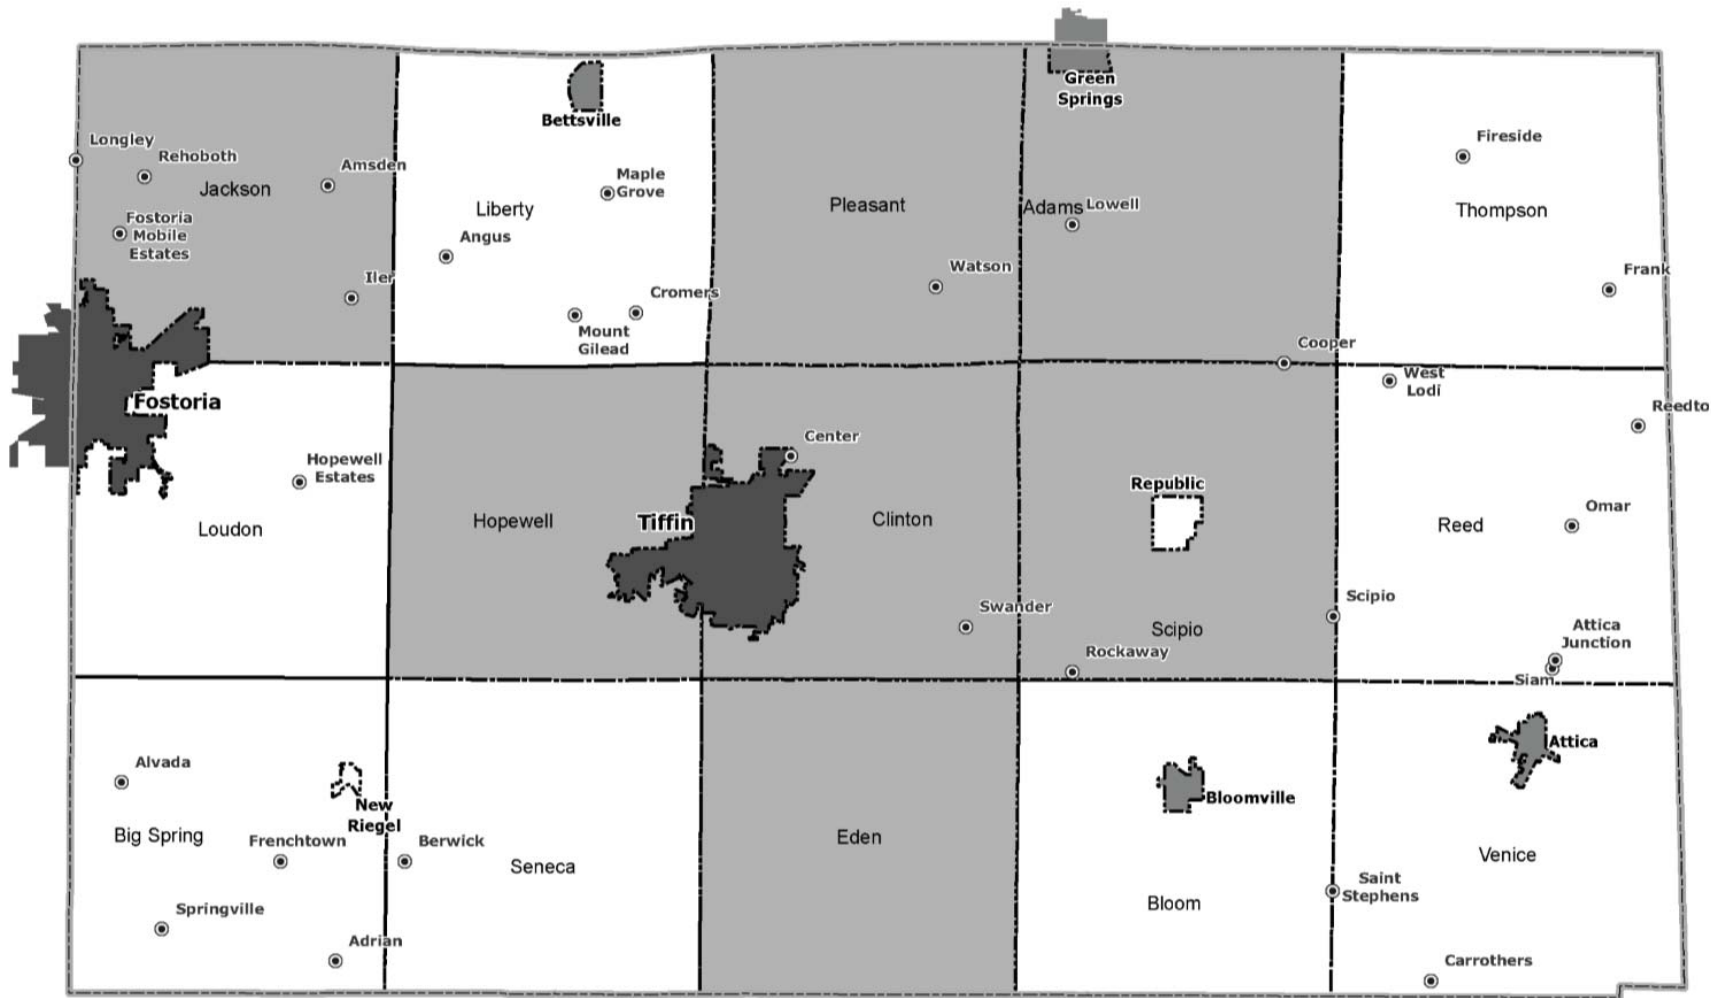 Green
Springs
Bettsville
Longley
Rehoboth
Amsden
Jackson
Fostoria
Mobile
Estates
Iler
Maple
Grove
Liberty
Angus
Cromers
Mount
Gilead
Pleasant
Watson
Adams
Lowell
Fireside
Thompson
Frank
Cooper
West
Lodi
Reedto
Fostoria
Hopewell
Estates
Loudon
Hopewell
Tiffin
Center
Clinton
Swander
Republic
Scipio
Rockaway
Reed
Omar
Scipio
Attica
Junction
Siam
Alvada
Big Spring
New
Riegel
Frenchtown
Berwick
Seneca
Springville
Adrian
Eden
Bloomville
Bloom
Attica
Venice
Saint
Stephens
Carrothers